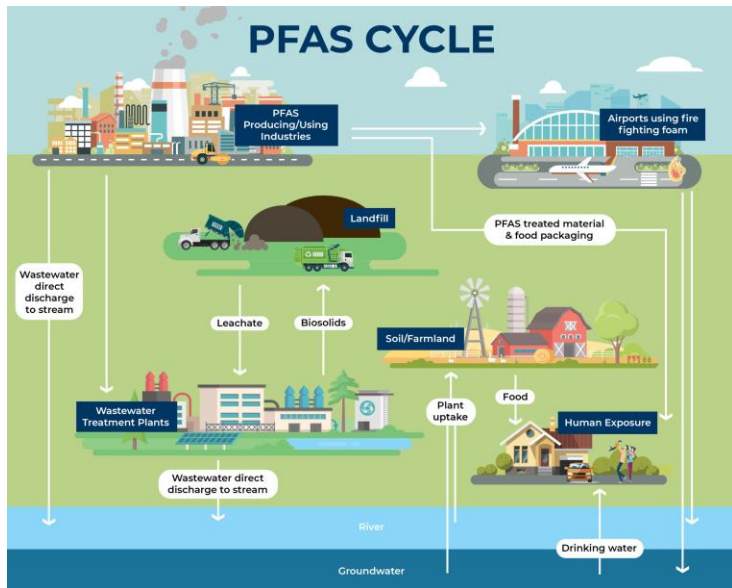 PFAS CYCLE
PFAS
Producing/Using
Industries
Airports using fire
fighting foam
Landfill
PFAS treated material
& food packaging
Wastewater
direct
discharge
to stream
Leachate
Biosolids
Soil/Farmland
Wastewater
Treatment Plants
Plant
uptake
Food
Human Exposure
Wastewater direct
discharge to stream
River
Drinking water
Groundwater